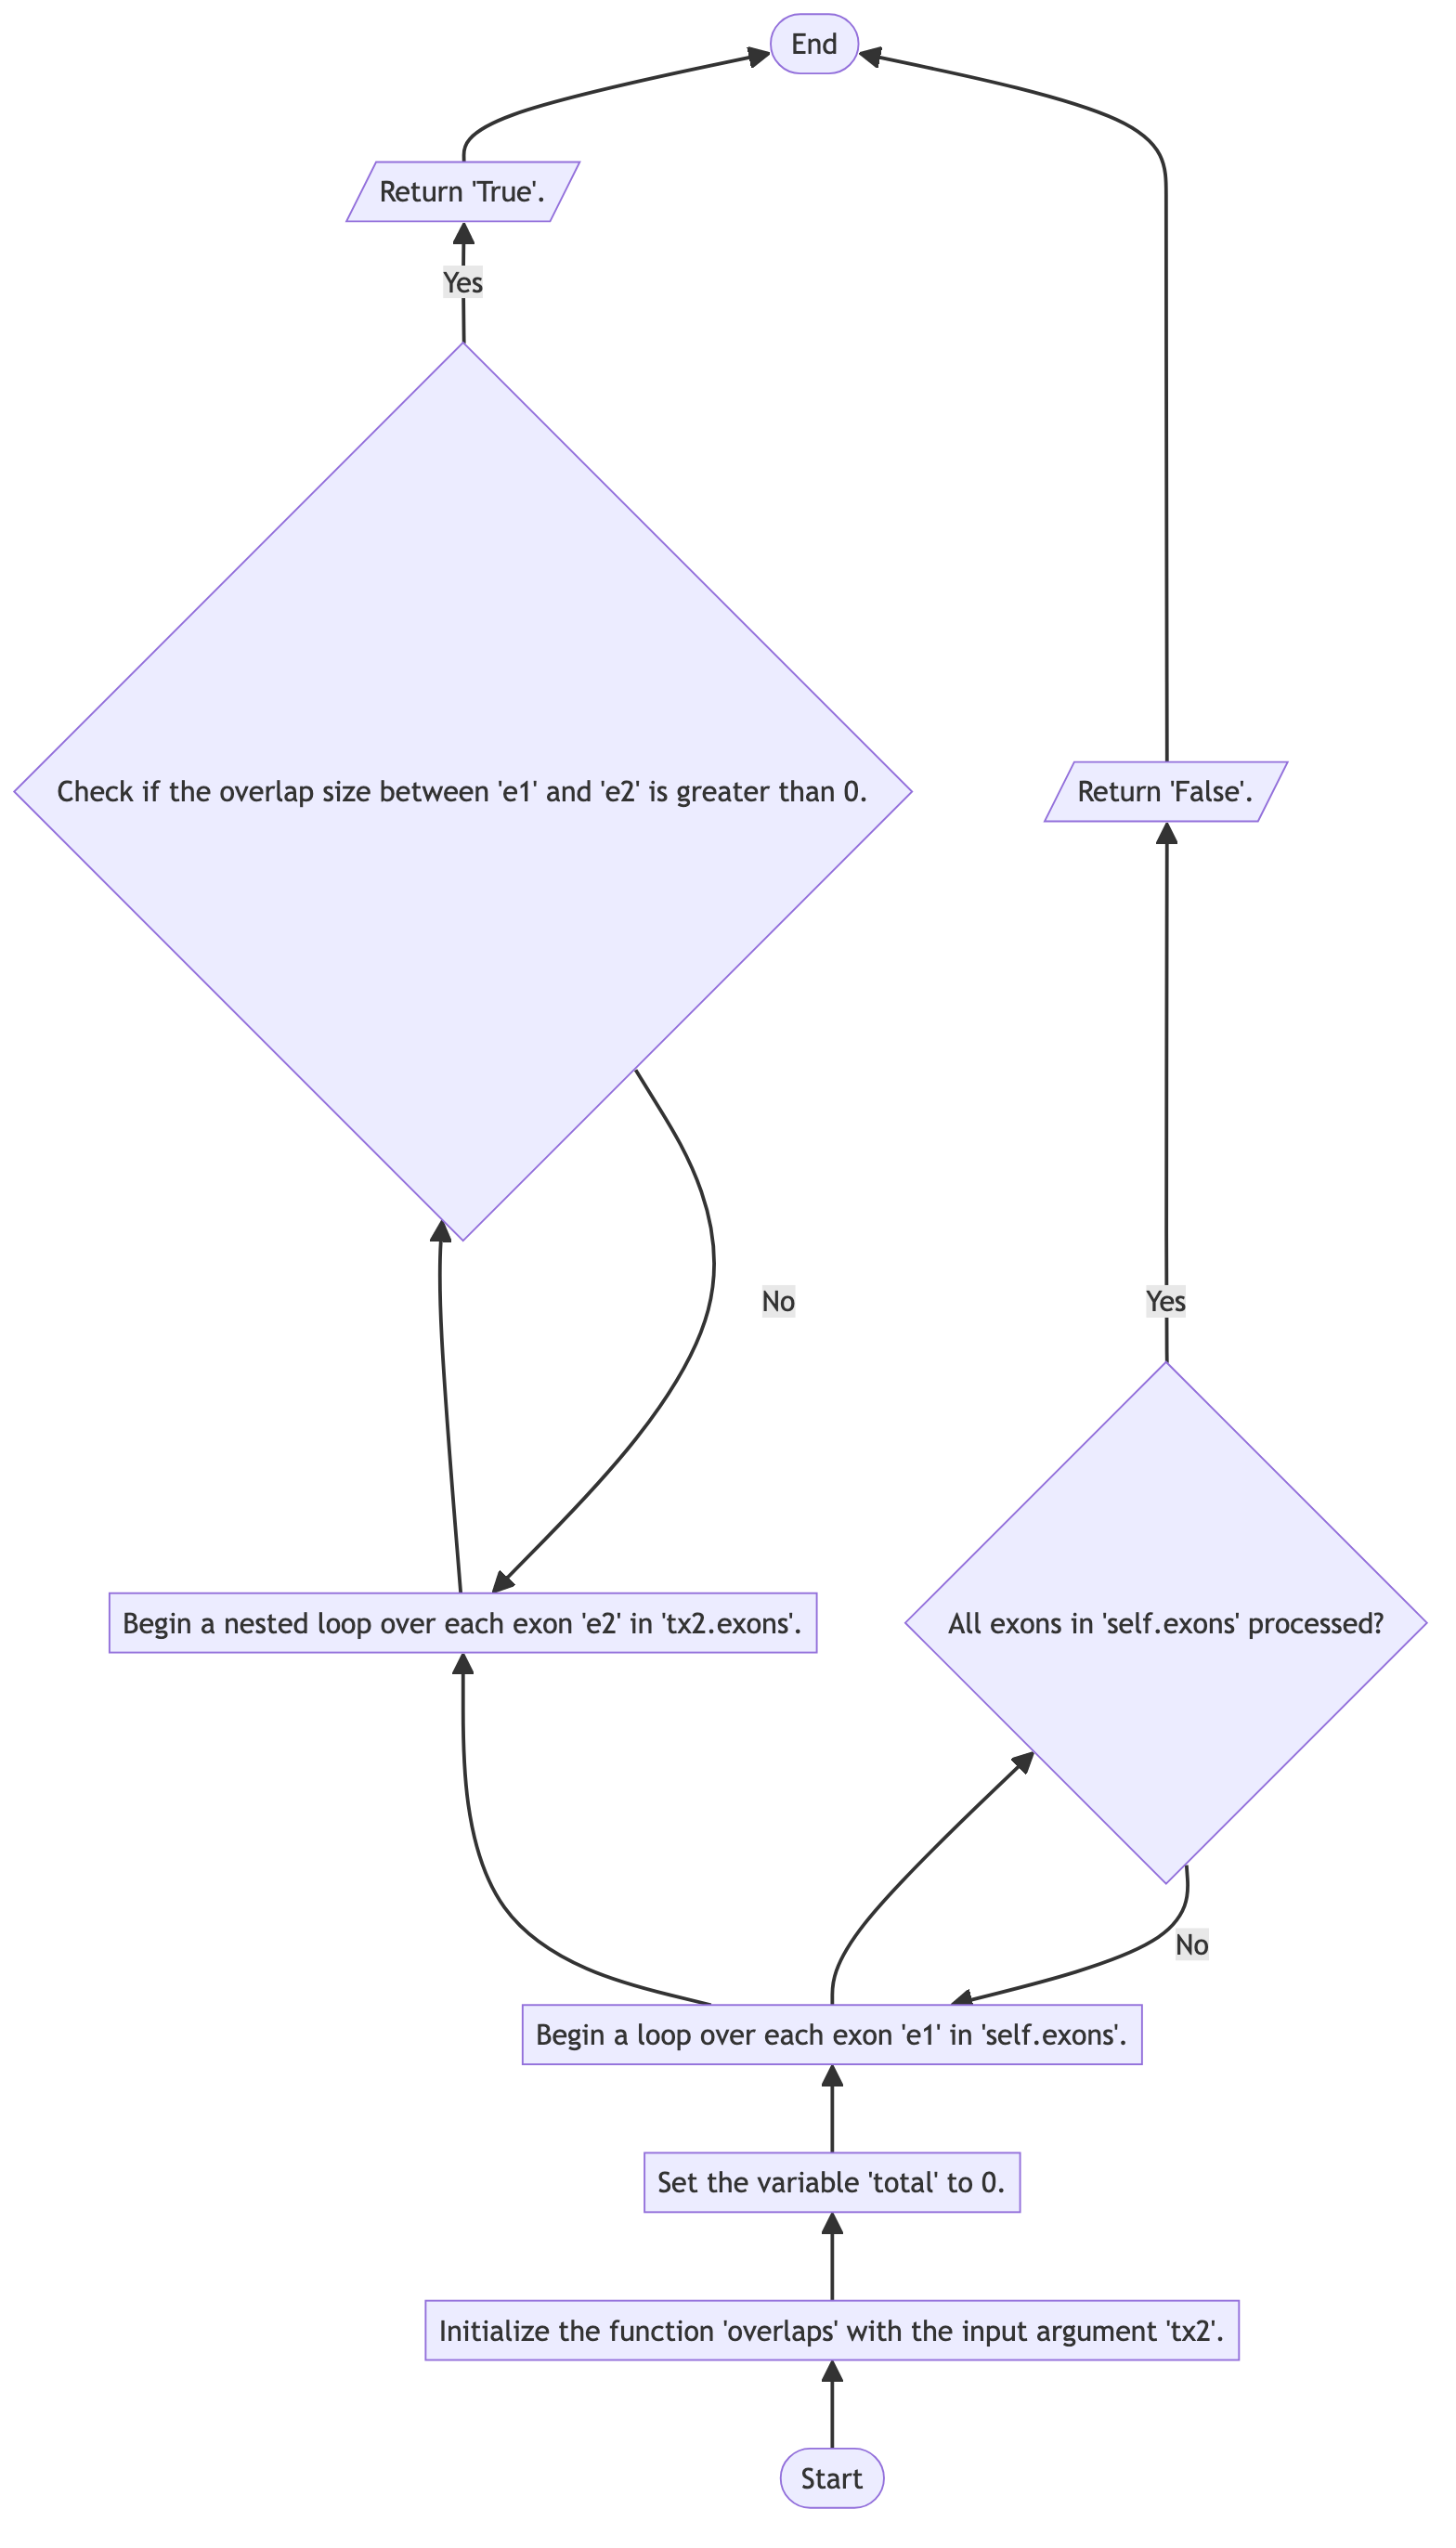 End
Return 'True'.
Yes
Check if the overlap size between 'e1' and 'e2' is greater than 0.
Return 'False'.
No
Yes
Begin a nested loop over each exon 'e2' in 'tx2.exons'.
All exons in 'self.exons' processed?
No
Begin a loop over each exon 'e1' in 'self.exons'.
Set the variable 'total' to 0.
Initialize the function 'overlaps' with the input argument 'tx2'.
Start